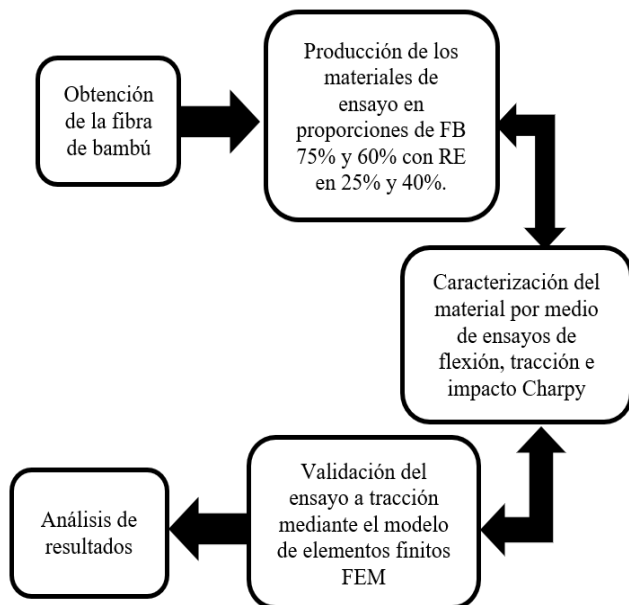 Obtención
de la fibra
de bambú
Producción de los
materiales de
ensayo en
proporciones de FB
75% y 60% con RE
en 25% y 40%.
Caracterización del
material por medio
de ensayos de
flexión, tracción e
impacto Charpy
Validación del
ensayo a tracción
mediante el modelo
de elementos finitos
FEM
Análisis de
resultados